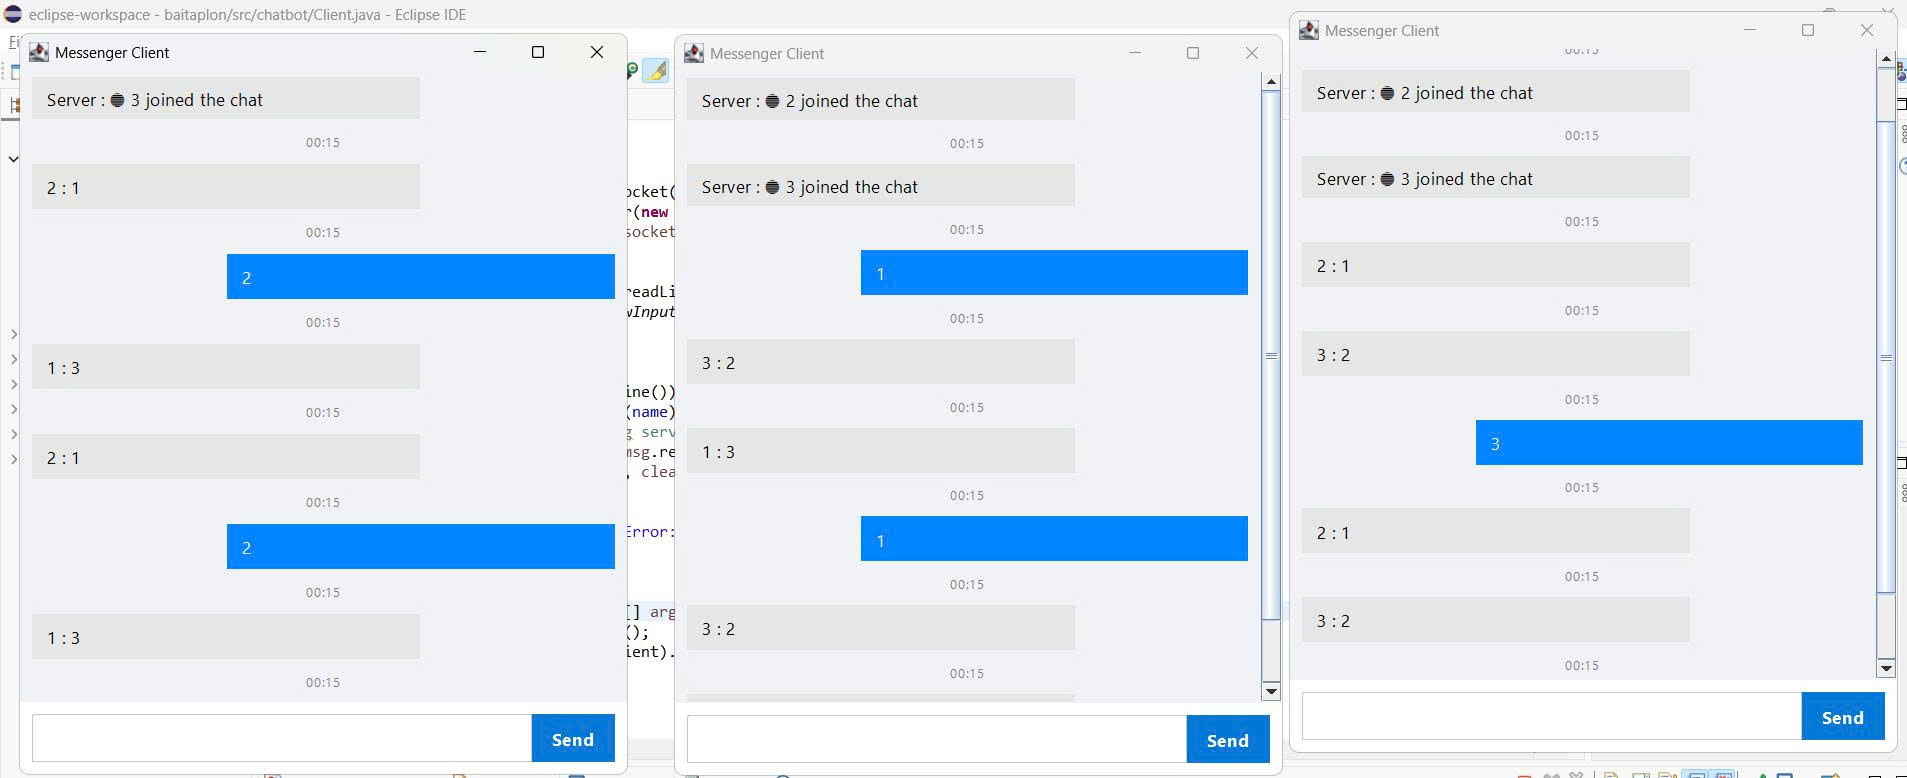 eclipse-workspace - baitaplon/src/chatbot/Client.java - Eclipse IDE
Messenger Client
Server : 3 joined the chat
00:15
2 : 1
00:15
2
00:15
1 : 3
00:15
2 : 1
00:15
2
00:15
1 : 3
00:15
Send
ocket(
(new
socket
readLi
wInput
ine())
(name)
g serv
msg.re
, clea
Error:
[] arg
();
ient).
Messenger Client
Server : 2 joined the chat
00:15
Server : 3 joined the chat
00:15
1
00:15
3 : 2
00:15
1 : 3
00:15
1
00:15
3 : 2
00:15
Send
Messenger Client
00:15
Server : 2 joined the chat
00:15
Server : 3 joined the chat
00:15
2 : 1
00:15
3 : 2
00:15
3
00:15
2 : 1
00:15
3 : 2
00:15
Send